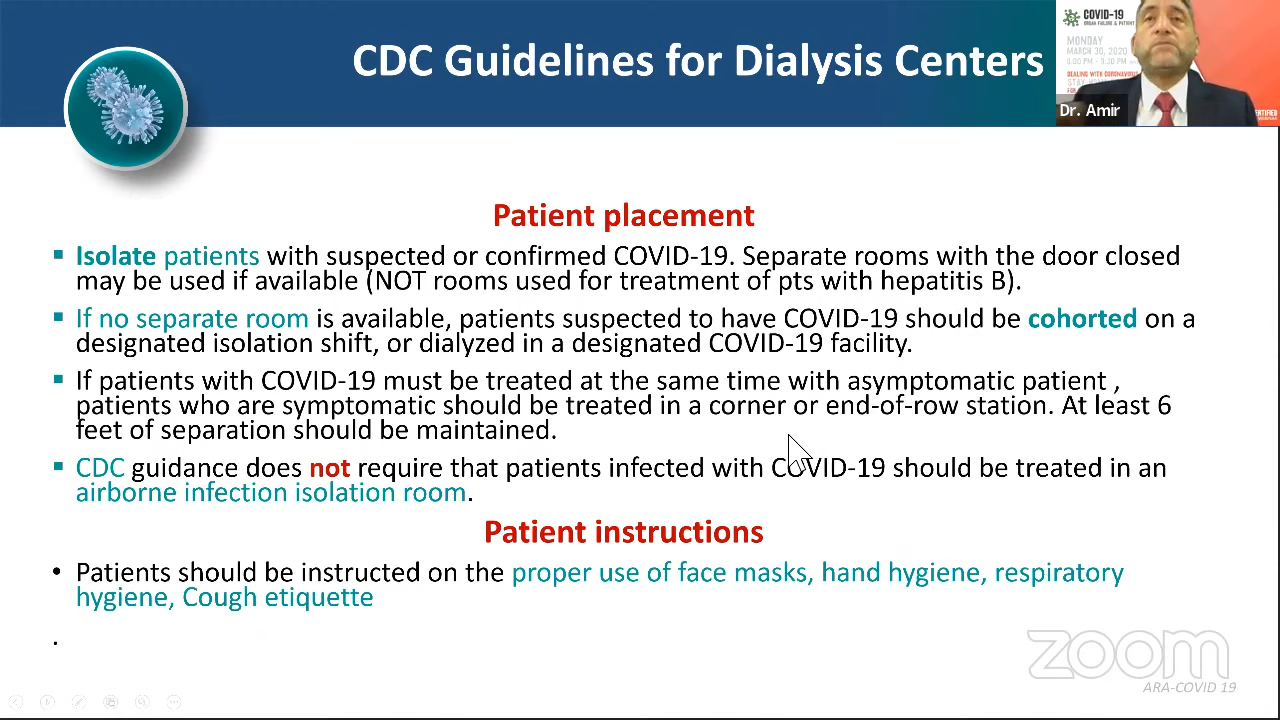 CDC Guidelines for Dialysis Centers
COVID-19
ORGAN FAILURE & PATIENT
MONDAY
MARCH 30, 2020
DEALING WITH CORONAVIRUS
Dr. Amir
Patient placement
▪ Isolate patients with suspected or confirmed COVID-19. Separate rooms with the door closed
may be used if available (NOT rooms used for treatment of pts with hepatitis B).
▪ If no separate room is available, patients suspected to have COVID-19 should be cohorted on a
designated isolation shift, or dialyzed in a designated COVID-19 facility.
▪ If patients with COVID-19 must be treated at the same time with asymptomatic patient ,
patients who are symptomatic should be treated in a corner or end-of-row station. At least 6
feet of separation should be maintained.
▪ CDC guidance does not require that patients infected with COVID-19 should be treated in an
airborne infection isolation room.
Patient instructions
• Patients should be instructed on the proper use of face masks, hand hygiene, respiratory
hygiene, Cough etiquette
.
zoom
ARA-COVID 19